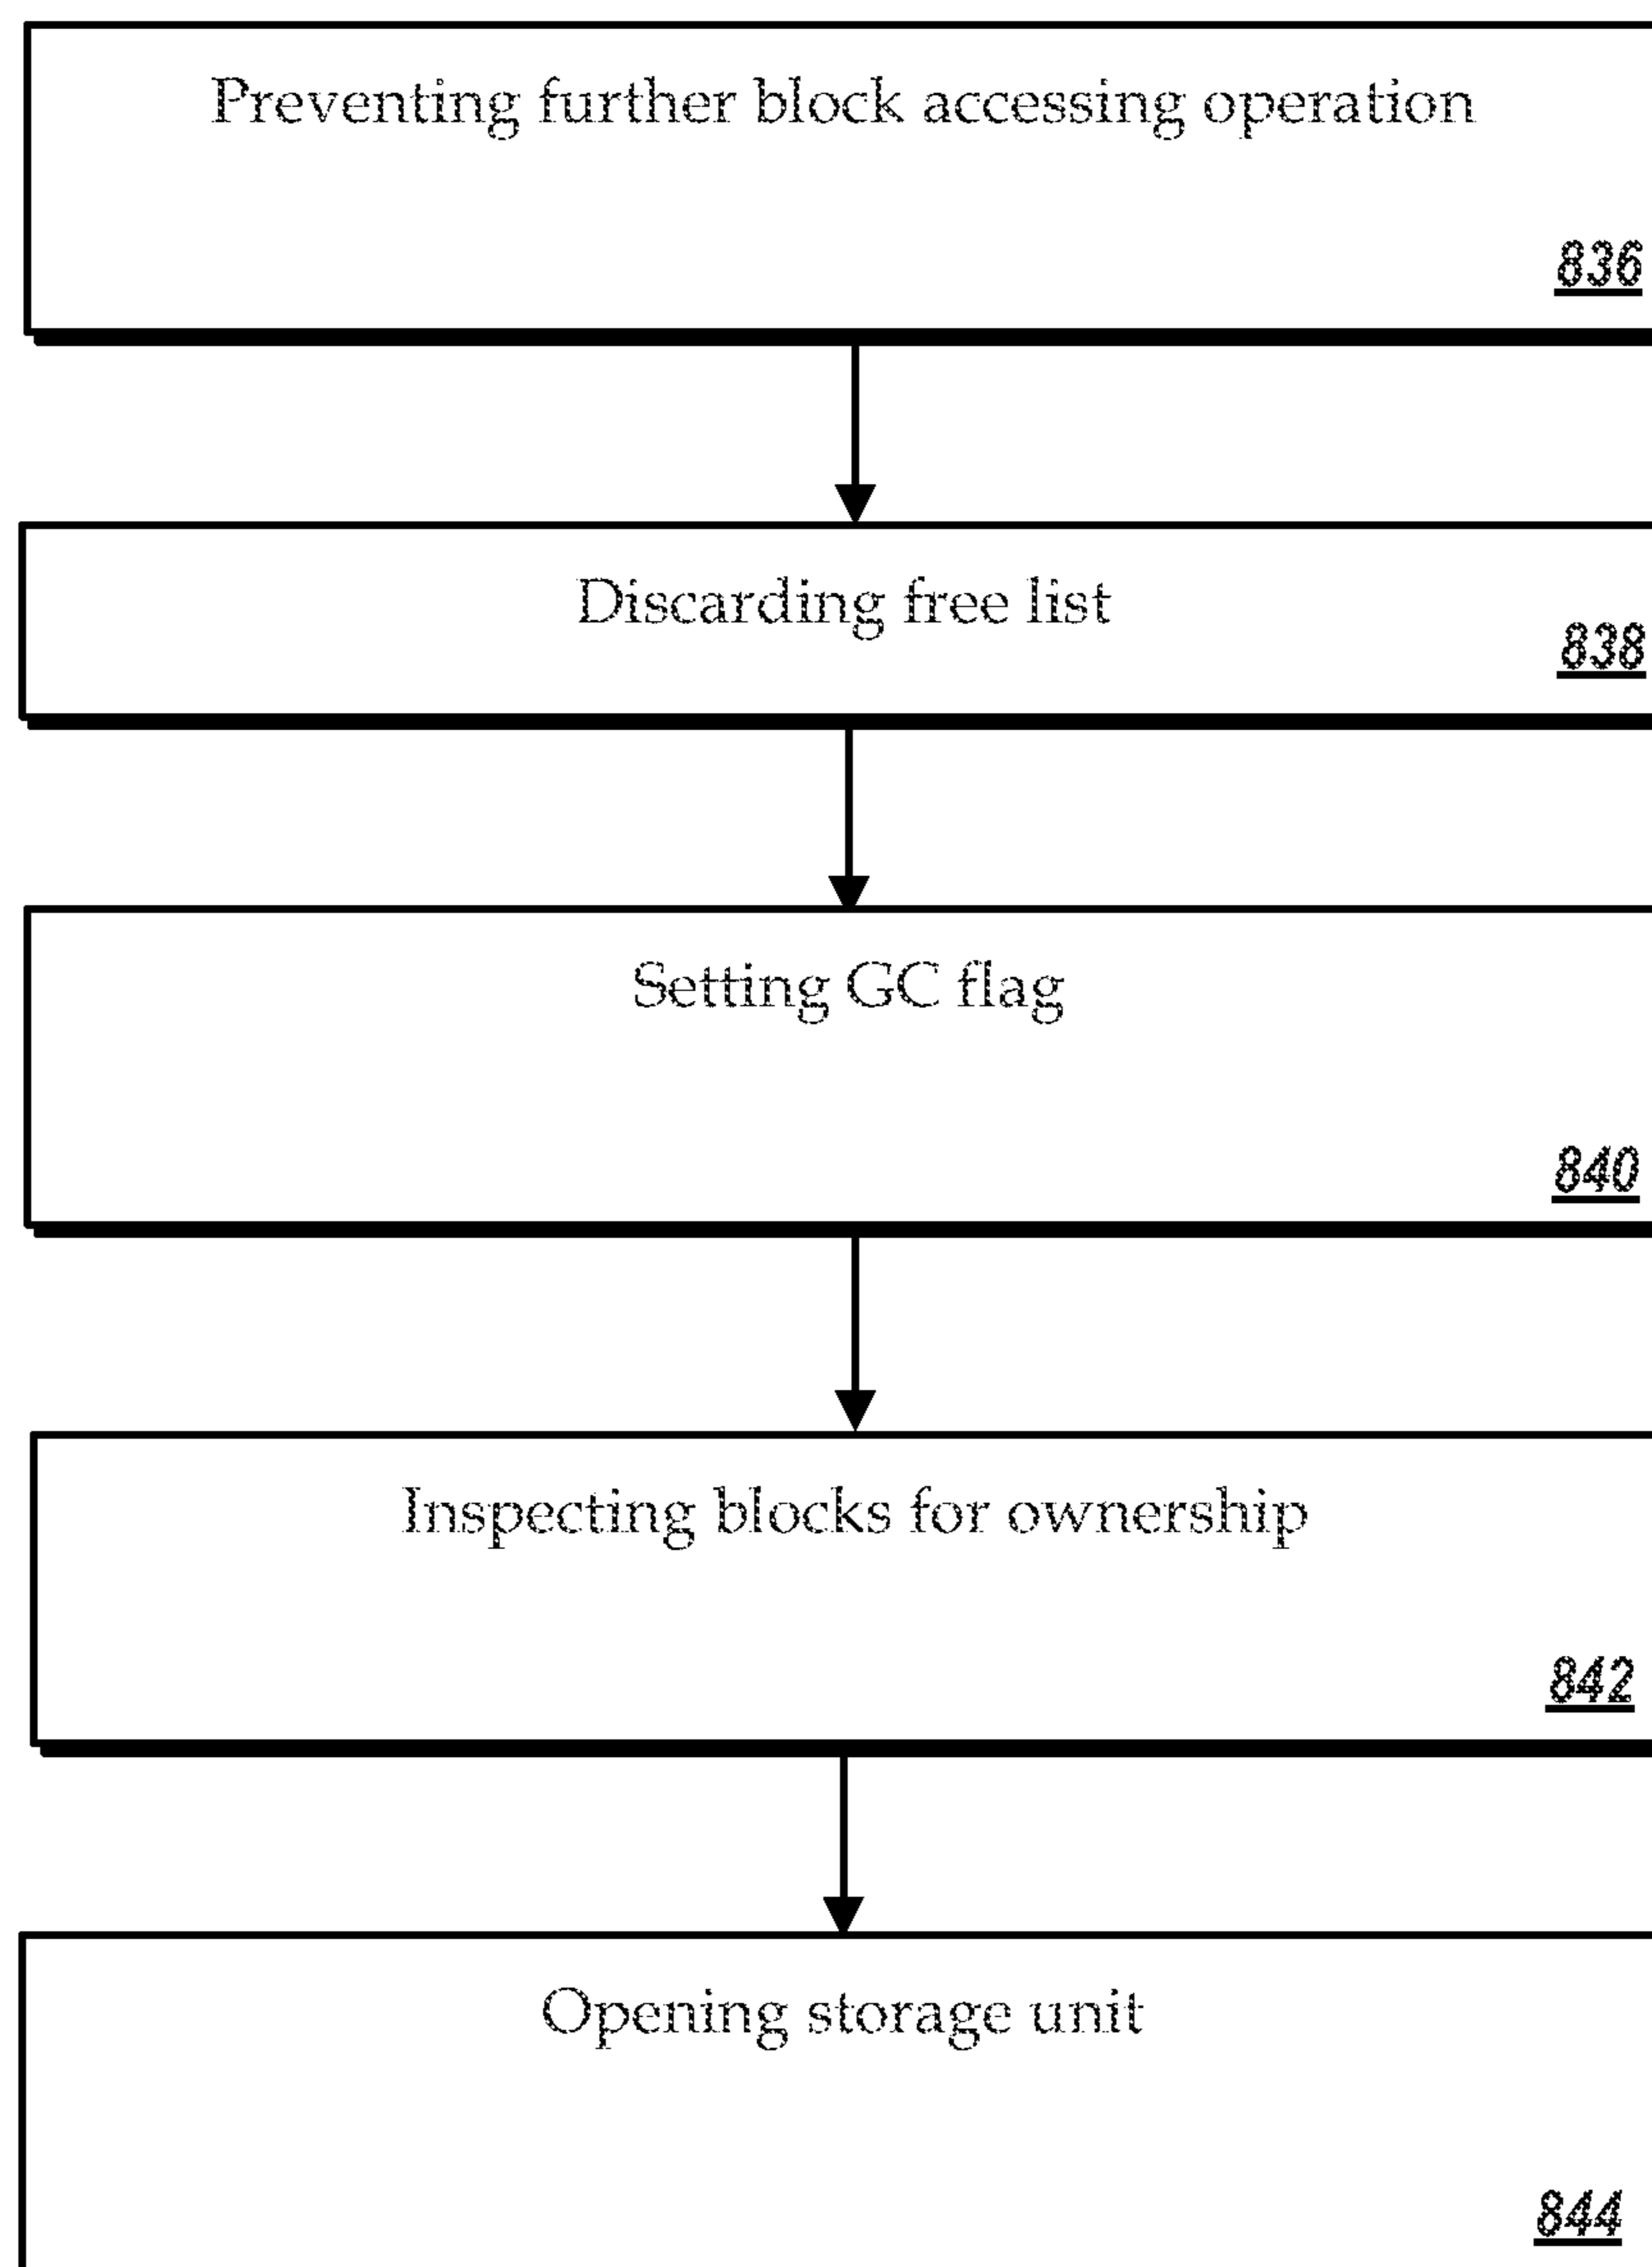 Preventing further block accessing operation
836
Discarding free list
838
Setting GC flag
840
Inspecting blocks for ownership
842
Opening storage unit
844